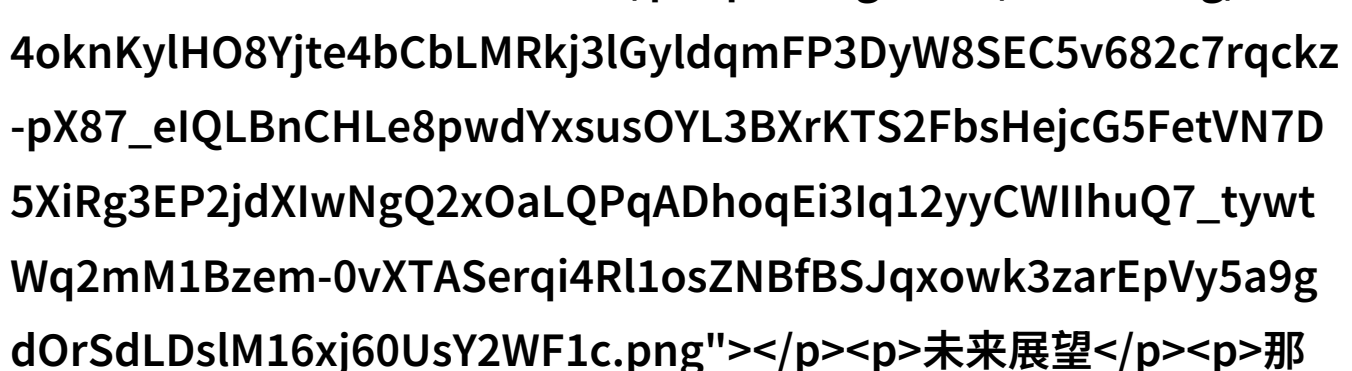 4oknKylHO8Yjte4bCbLMRkj3lGyldqmFP3DyW8SEC5v682c7rqckz
-pX87_eIQLBnCHLe8pwdYxsusOYL3BXrKTS2FbsHejcG5FetVN7D
5XiRg3EP2jdXIwNgQ2xOaLQPqADhoqEi3Iq12yyCWIIhuQ7_tywt
Wq2mM1Bzem-0vXTASerqi4Rl1osZNBfBSJqxowk3zarEpVy5a9g
dOrSdLDslM16xj60UsY2WF1c.png"></p><p>未来展望</p><p>那